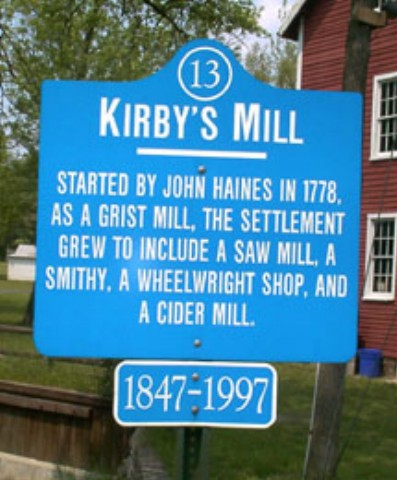 13
KIRBY'S MILL
STARTED BY JOHN HAINES IN 1778,
AS A GRIST MILL, THE SETTLEMENT
GREW TO INCLUDE A SAW MILL, A
SMITHY, A WHEELWRIGHT SHOP, AND
A CIDER MILL.
1847-1997